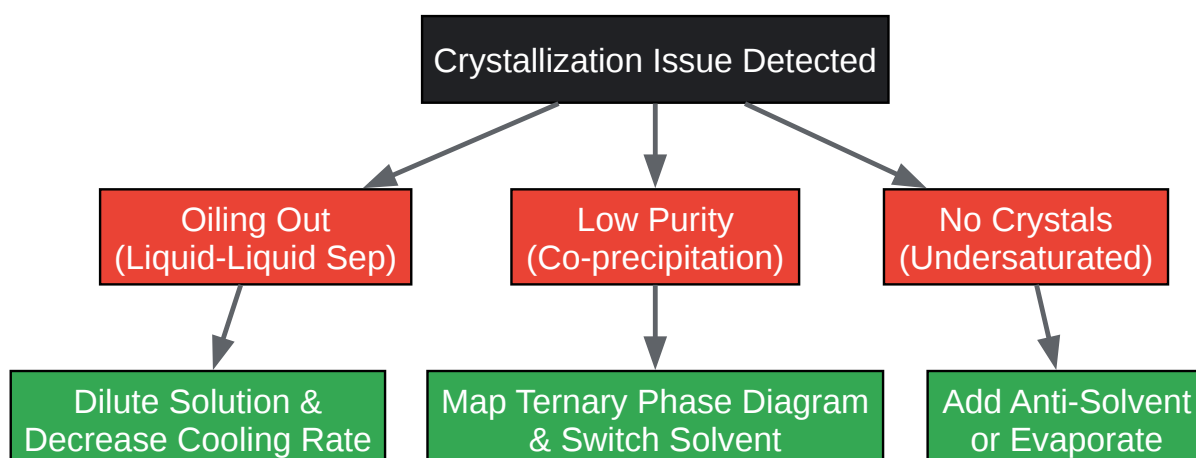 Crystallization Issue Detected
Oiling Out
(Liquid-Liquid Sep)
Low Purity
(Co-precipitation)
No Crystals
(Undersaturated)
Dilute Solution &
Decrease Cooling Rate
Map Ternary Phase Diagram
& Switch Solvent
Add Anti-Solvent
or Evaporate